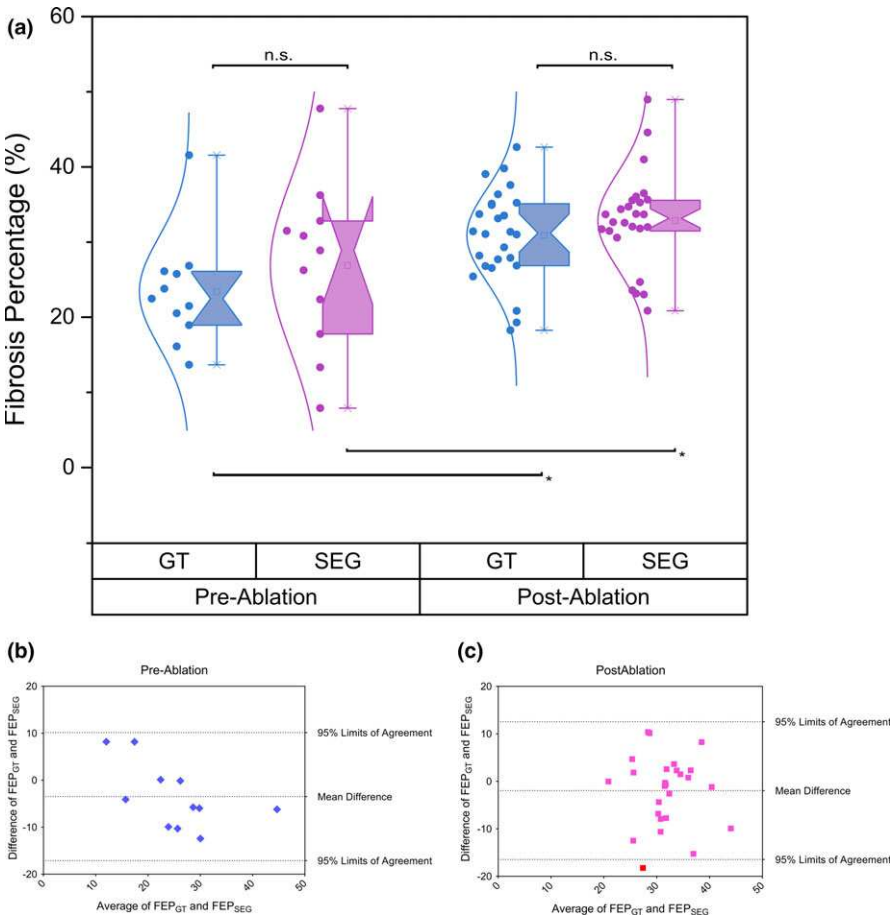 (a)
60
n.s.
n.s.
40
20
0
Fibrosis Percentage (%)
*
*
GT
SEG
GT
SEG
Pre-Ablation
Post-Ablation
(b)
Pre-Ablation
20
10
0
-10
-20
Difference of FEPGT and FEPSEG
95% Limits of Agreement
Mean Difference
95% Limits of Agreement
0
10
20
30
40
50
Average of FEPGT and FEPSEG
(c)
PostAblation
20
10
0
-10
-20
Difference of FEPGT and FEPSEG
95% Limits of Agreement
Mean Difference
95% Limits of Agreement
0
10
20
30
40
50
Average of FEPGT and FEPSEG